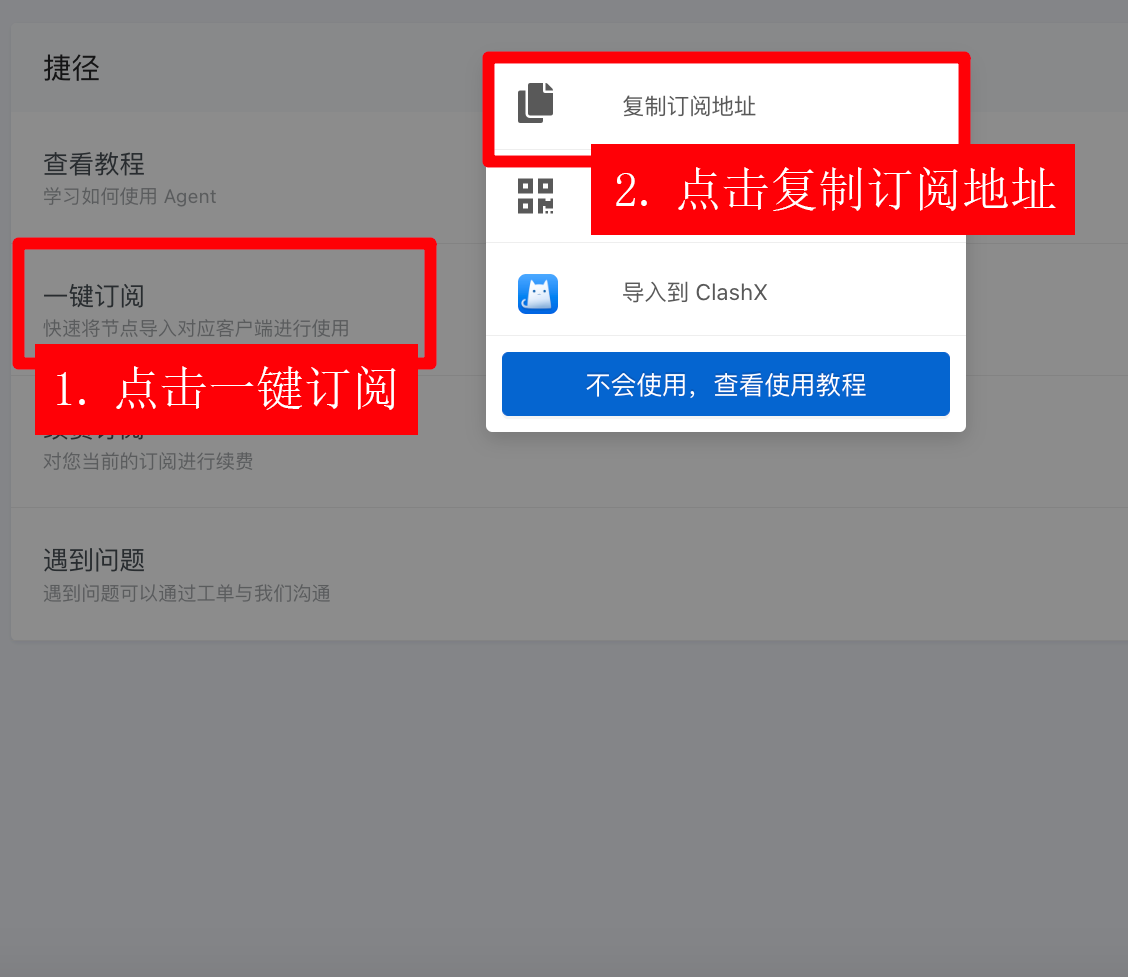 捷径
查看教程
学习如何使用 Agent
一键订阅
快速将节点导入对应客户端进行使用
1. 点击一键订阅
对您当前的订阅进行续费
遇到问题
遇到问题可以通过工单与我们沟通
复制订阅地址
2. 点击复制订阅地址
导入到 ClashX
不会使用，查看使用教程